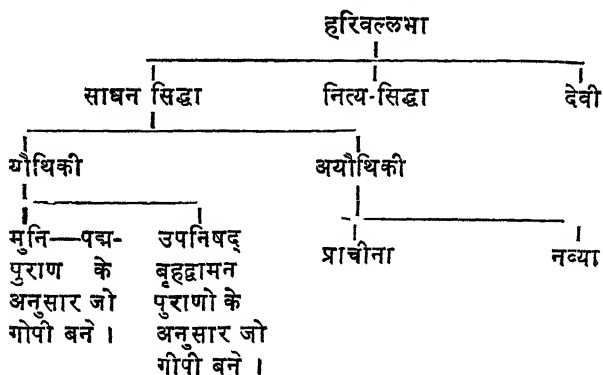 हरिवल्लभा
साधन सिद्धा नित्य-सिद्धा देवी
यौथिकी अयौथिकी
मुनि—पद्म-
पुराण के
अनुसार जो
गोपी बने ।
उपनिषद्
बृहद्वामन
पुराणो के
अनुसार जो
गीपी बने ।
प्राचीना नव्या